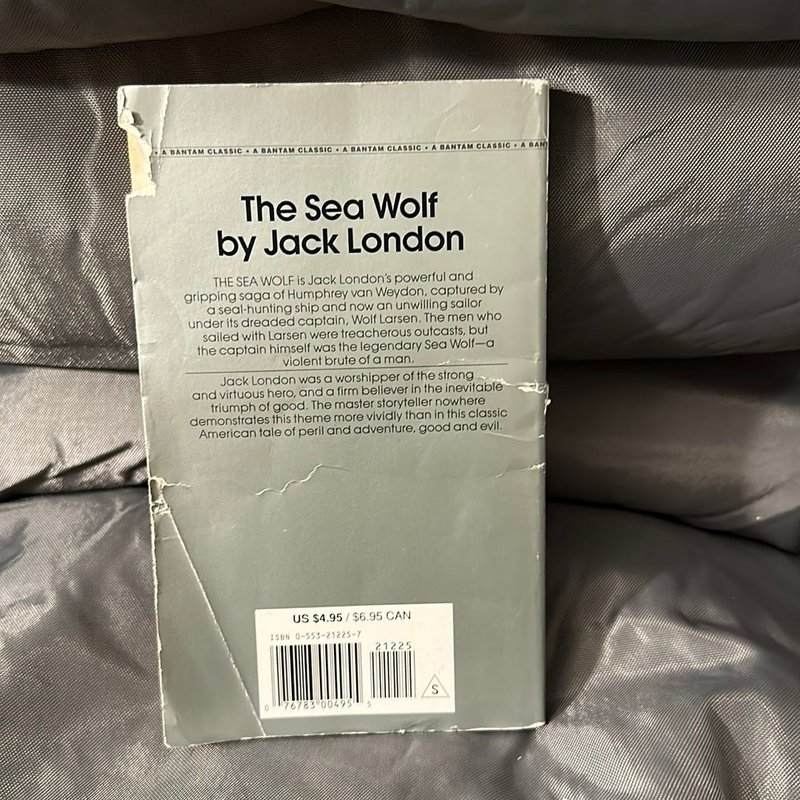 • A BANTAM CLASSIC • A BANTAM CLASSIC • A BANTAM CLASSIC • A BANTAM CLASSIC • A BAN
The Sea Wolf
by Jack London
THE SEA WOLF is Jack London's powerful and
gripping saga of Humphrey van Weydon, captured by
a seal-hunting ship and now an unwilling sailor
under its dreaded captain, Wolf Larsen. The men who
sailed with Larsen were treacherous outcasts, but
the captain himself was the legendary Sea Wolf—a
violent brute of a man.
Jack London was a worshipper of the strong
and virtuous hero, and a firm believer in the inevitable
triumph of good. The master storyteller nowhere
demonstrates this theme more vividly than in this classic
American tale of peril and adventure, good and evil.
US $4.95 / $6.95 CAN
ISBN 0-553-21225-7
21225
S
0 76783 00495 5